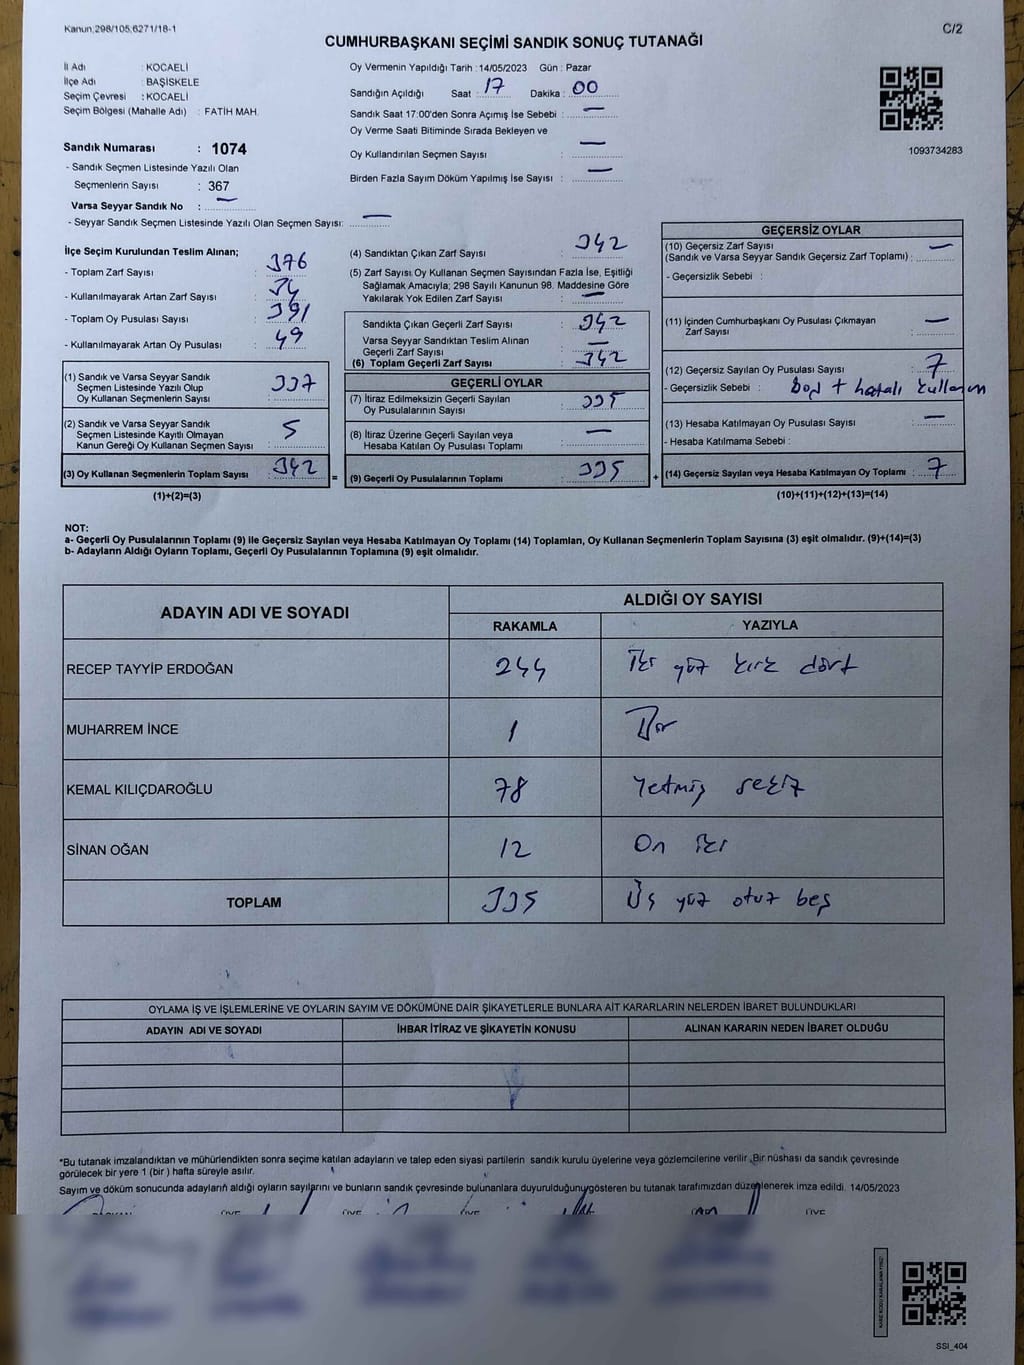 Kanun,298/105,6271/18-1
C/2
CUMHURBAŞKANI SEÇİMİ SANDIK SONUÇ TUTANAĞI
İl Adı : KOCAELİ
İlçe Adı : BAŞİSKELE
Seçim Çevresi : KOCAELİ
Seçim Bölgesi (Mahalle Adı) : FATİH MAH.
Sandık Numarası : 1074
- Sandık Seçmen Listesinde Yazılı Olan
Seçmenlerin Sayısı : 367
Varsa Seyyar Sandık No : —
- Seyyar Sandık Seçmen Listesinde Yazılı Olan Seçmen Sayısı: —
Oy Vermenin Yapıldığı Tarih :14/05/2023 Gün : Pazar
Sandığın Açıldığı Saat : 17 Dakika : 00
Sandık Saat 17:00'den Sonra Açımış İse Sebebi : —
Oy Verme Saati Bitiminde Sırada Bekleyen ve
Oy Kullandırılan Seçmen Sayısı : —
Birden Fazla Sayım Döküm Yapılmış İse Sayısı : —
1093734283
İlçe Seçim Kurulundan Teslim Alınan;
- Toplam Zarf Sayısı : 376
- Kullanılmayarak Artan Zarf Sayısı : 34
- Toplam Oy Pusulası Sayısı : 391
- Kullanılmayarak Artan Oy Pusulası : 49
(1) Sandık ve Varsa Seyyar Sandık
Seçmen Listesinde Yazılı Olup
Oy Kullanan Seçmenlerin Sayısı : 337
(2) Sandık ve Varsa Seyyar Sandık
Seçmen Listesinde Kayıtlı Olmayan
Kanun Gereği Oy Kullanan Seçmen Sayısı : 5
(3) Oy Kullanan Seçmenlerin Toplam Sayısı : 342
(1)+(2)=(3)
(4) Sandıktan Çıkan Zarf Sayısı : 342
(5) Zarf Sayısı Oy Kullanan Seçmen Sayısından Fazla İse, Eşitliği
Sağlamak Amacıyla; 298 Sayılı Kanunun 98. Maddesine Göre
Yakılarak Yok Edilen Zarf Sayısı : —
Sandıkta Çıkan Geçerli Zarf Sayısı : 342
Varsa Seyyar Sandıktan Teslim Alınan
Geçerli Zarf Sayısı : —
(6) Toplam Geçerli Zarf Sayısı : 342
GEÇERLİ OYLAR
(7) İtiraz Edilmeksizin Geçerli Sayılan
Oy Pusulalarının Sayısı : 335
(8) İtiraz Üzerine Geçerli Sayılan veya
Hesaba Katılan Oy Pusulası Toplamı : —
= (9) Geçerli Oy Pusulalarının Toplamı : 335
GEÇERSİZ OYLAR
(10) Geçersiz Zarf Sayısı
(Sandık ve Varsa Seyyar Sandık Geçersiz Zarf Toplamı) : —
- Geçersizlik Sebebi :
(11) İçinden Cumhurbaşkanı Oy Pusulası Çıkmayan
Zarf Sayısı : —
(12) Geçersiz Sayılan Oy Pusulası Sayısı : 7
- Geçersizlik Sebebi : boş + hatalı kullanım
(13) Hesaba Katılmayan Oy Pusulası Sayısı : —
- Hesaba Katılmama Sebebi :
+ (14) Geçersiz Sayılan veya Hesaba Katılmayan Oy Toplamı : 7
(10)+(11)+(12)+(13)=(14)
NOT:
a- Geçerli Oy Pusulalarının Toplamı (9) ile Geçersiz Sayılan veya Hesaba Katılmayan Oy Toplamı (14) Toplamları, Oy Kullanan Seçmenlerin Toplam Sayısına (3) eşit olmalıdır. (9)+(14)=(3)
b- Adayların Aldığı Oyların Toplamı, Geçerli Oy Pusulalarının Toplamına (9) eşit olmalıdır.
ADAYIN ADI VE SOYADI
ALDIĞI OY SAYISI
RAKAMLA YAZIYLA
RECEP TAYYİP ERDOĞAN 244 İki yüz kırk dört
MUHARREM İNCE 1 Bir
KEMAL KILIÇDAROĞLU 78 Yetmiş sekiz
SİNAN OĞAN 12 On iki
TOPLAM 335 Üç yüz otuz beş
OYLAMA İŞ VE İŞLEMLERİNE VE OYLARIN SAYIM VE DÖKÜMÜNE DAİR ŞİKAYETLERLE BUNLARA AİT KARARLARIN NELERDEN İBARET BULUNDUKLARI
ADAYIN ADI VE SOYADI İHBAR İTİRAZ VE ŞİKAYETİN KONUSU ALINAN KARARIN NEDEN İBARET OLDUĞU
*Bu tutanak imzalandıktan ve mühürlendikten sonra seçime katılan adayların ve talep eden siyasi partilerin sandık kurulu üyelerine veya gözlemcilerine verilir. Bir nüshası da sandık çevresinde
görülecek bir yere 1 (bir ) hafta süreyle asılır.
Sayım ve döküm sonucunda adayların aldığı oyların sayılarını ve bunların sandık çevresinde bulunanlara duyurulduğunu gösteren bu tutanak tarafımızdan düzenlenerek imza edildi. 14/05/2023
BAŞKAN ÜYE ÜYE ÜYE ÜYE
SSI_404